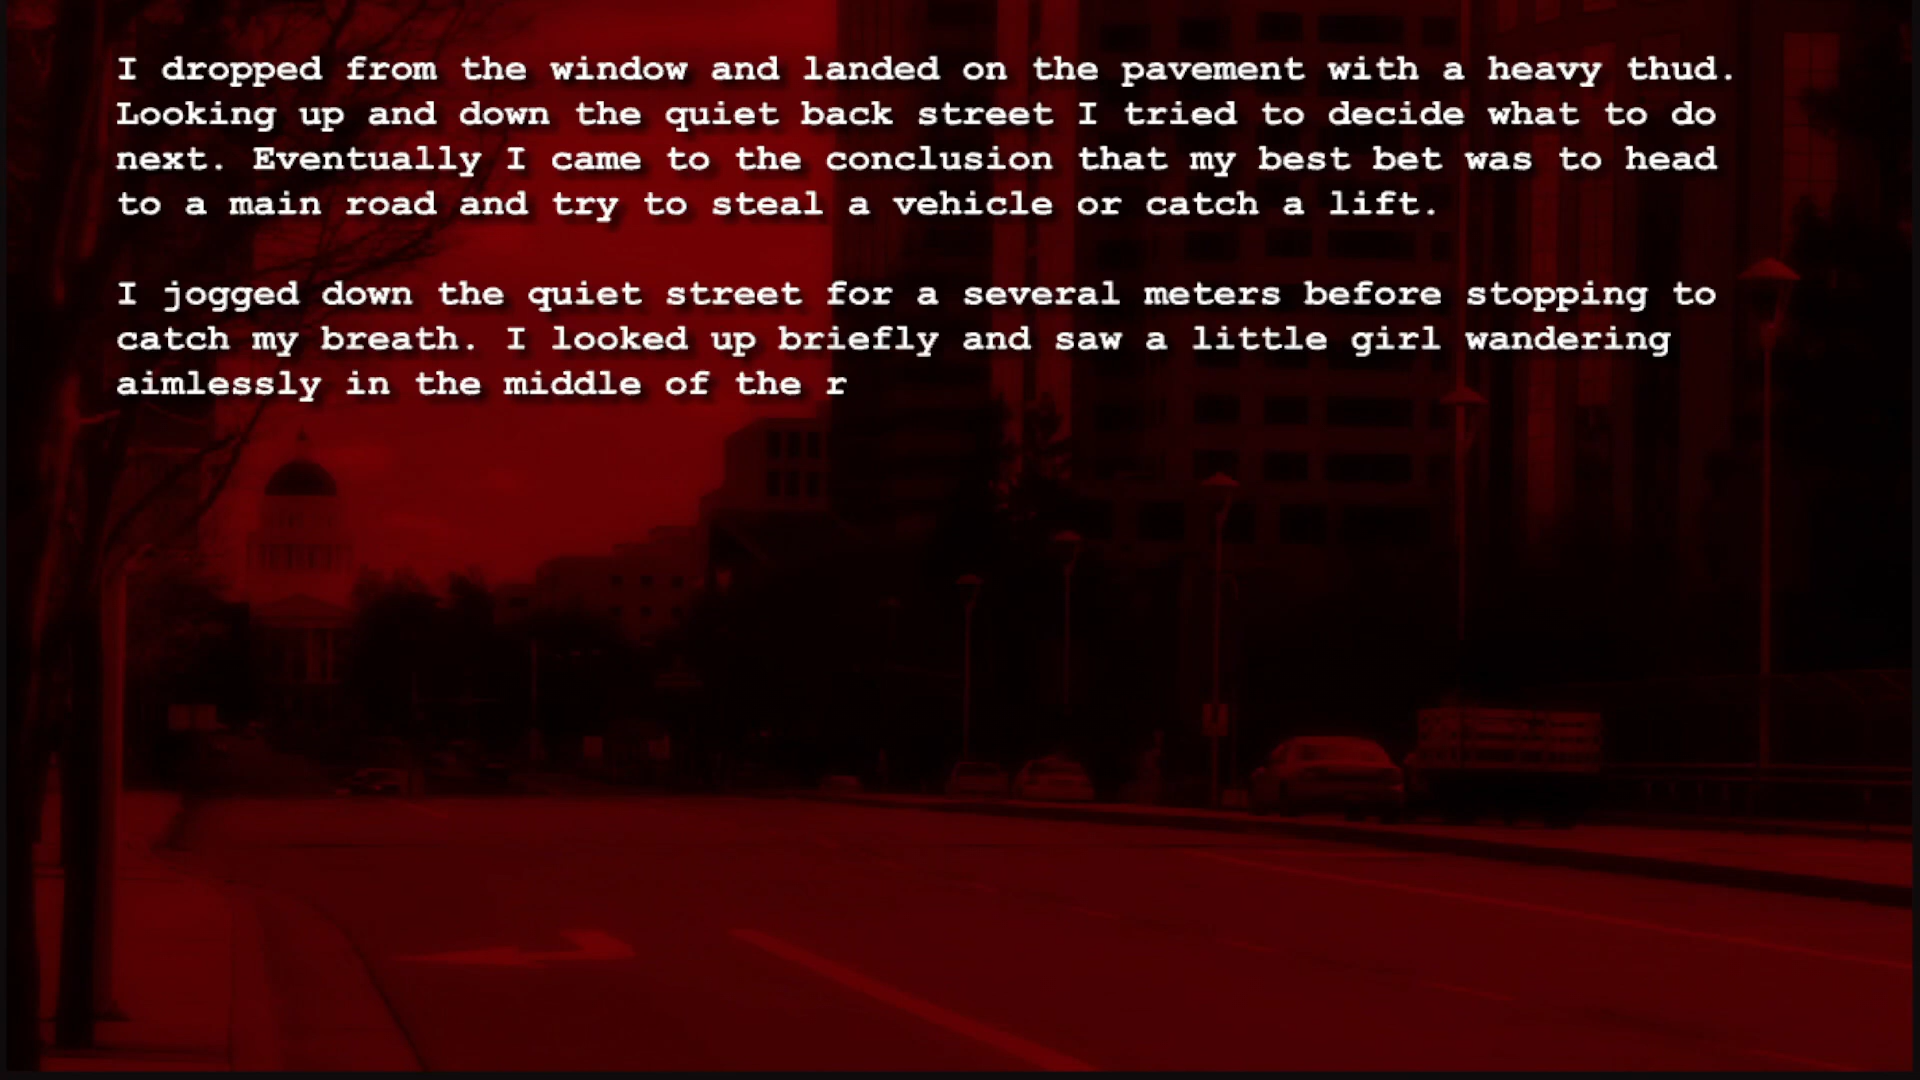 I dropped from the window and landed on the pavement with a heavy thud.
Looking up and down the quiet back street I tried to decide what to do
next. Eventually I came to the conclusion that my best bet was to head
to a main road and try to steal a vehicle or catch a lift.
I jogged down the quiet street for a several meters before stopping to
catch my breath. I looked up briefly and saw a little girl wandering
aimlessly in the middle of the r